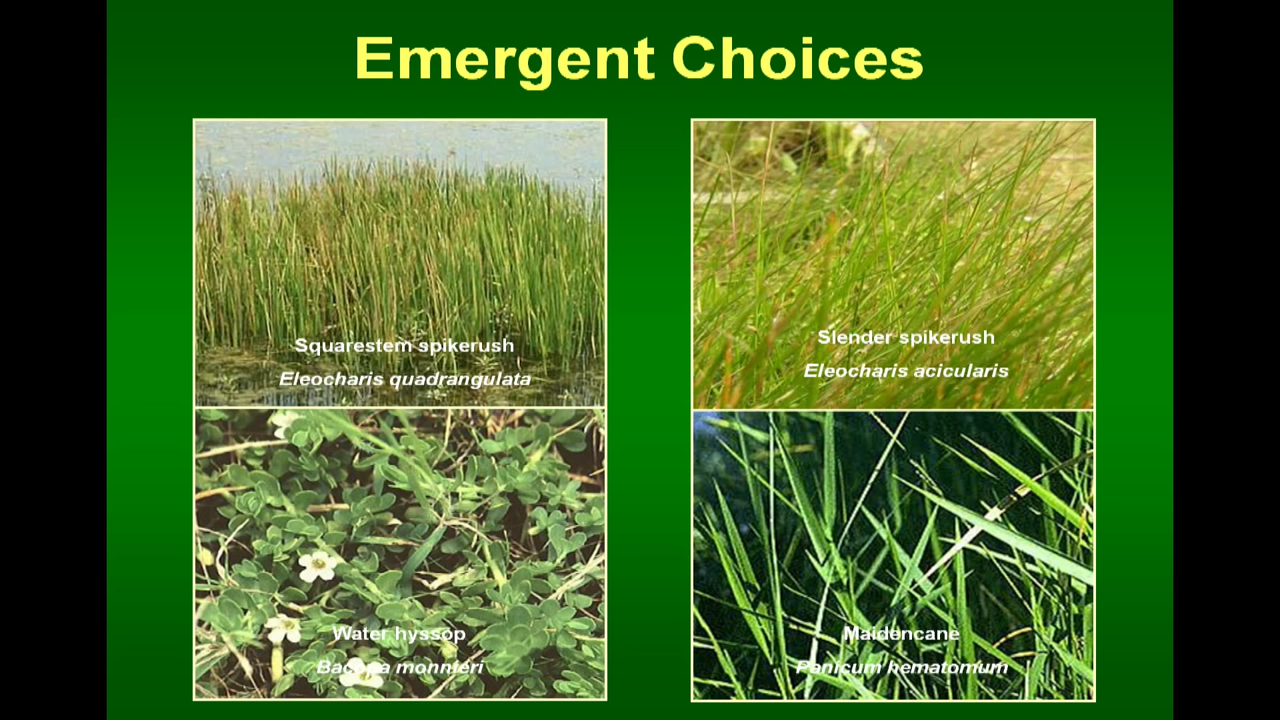 Emergent Choices
Squarestem spikerush
Eleocharis quadrangulata
Slender spikerush
Eleocharis acicularis
Water hyssop
Bacopa monnieri
Maidencane
Panicum hematomum